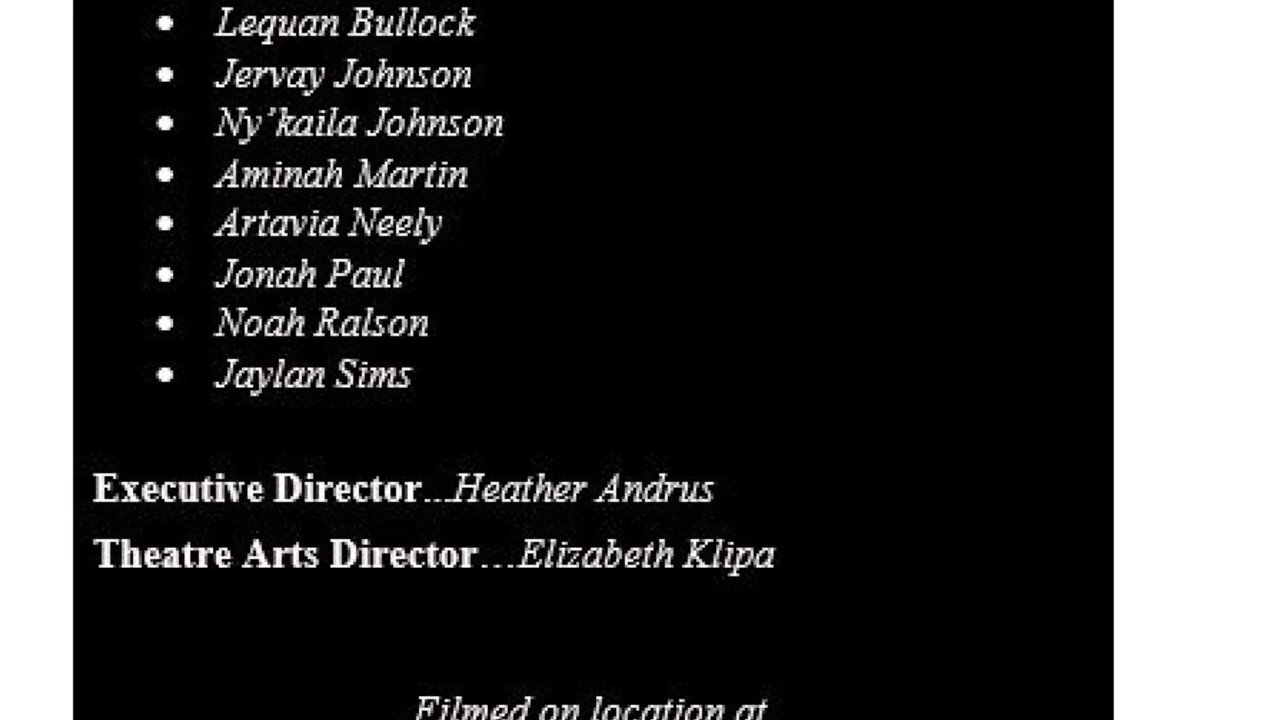 • Lequan Bullock
• Jervay Johnson
• Ny’kaila Johnson
• Aminah Martin
• Artavia Neely
• Jonah Paul
• Noah Ralson
• Jaylan Sims
Executive Director...Heather Andrus
Theatre Arts Director…Elizabeth Klipa
Filmed on location at